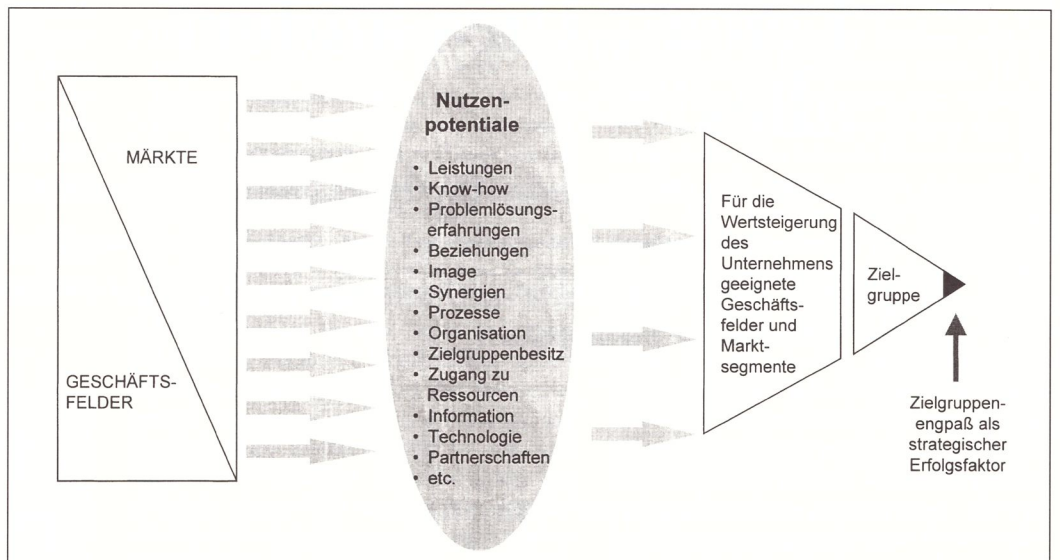 MÄRKTE
GESCHÄFTS-
FELDER
Nutzen-
potentiale
• Leistungen
• Know-how
• Problemlösungs-
erfahrungen
• Beziehungen
• Image
• Synergien
• Prozesse
• Organisation
• Zielgruppenbesitz
• Zugang zu
Ressourcen
• Information
• Technologie
• Partnerschaften
• etc.
Für die
Wertsteigerung
des
Unternehmens
geeignete
Geschäfts-
felder und
Markt-
segmente
Ziel-
gruppe
Zielgruppen-
engpaß als
strategischer
Erfolgsfaktor